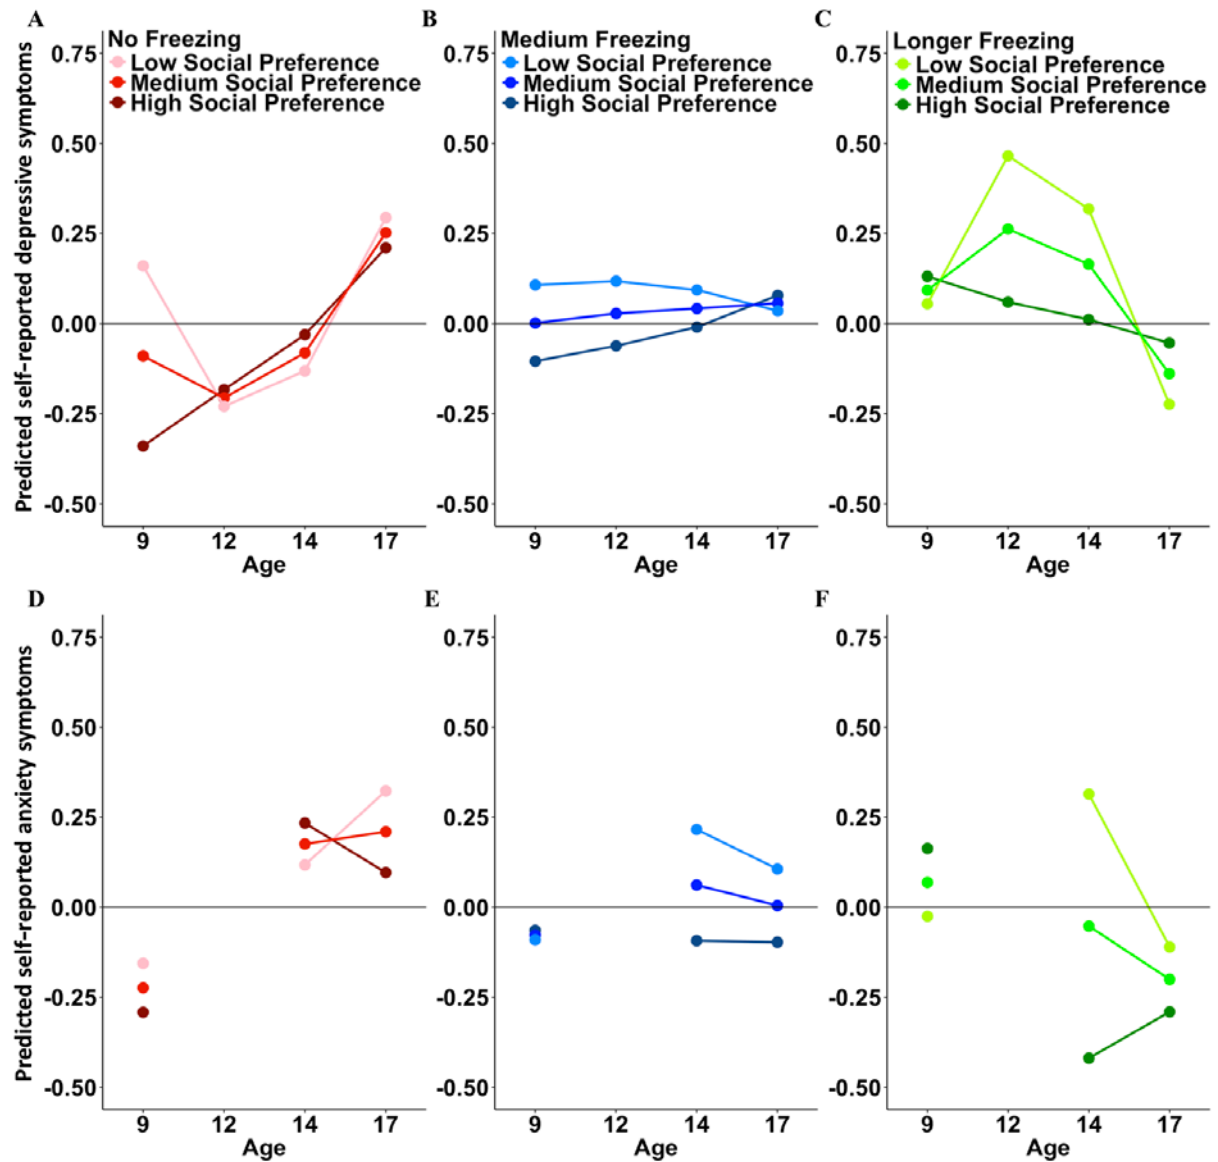 A
B
C
Predicted self-reported depressive symptoms
No Freezing
Low Social Preference
Medium Social Preference
High Social Preference
0.75
0.50
0.25
0.00
-0.25
-0.50
9 12 14 17
Age
Medium Freezing
Low Social Preference
Medium Social Preference
High Social Preference
0.75
0.50
0.25
0.00
-0.25
-0.50
9 12 14 17
Age
Longer Freezing
Low Social Preference
Medium Social Preference
High Social Preference
0.75
0.50
0.25
0.00
-0.25
-0.50
9 12 14 17
Age
D
E
F
Predicted self-reported anxiety symptoms
0.75
0.50
0.25
0.00
-0.25
-0.50
9 12 14 17
Age
0.75
0.50
0.25
0.00
-0.25
-0.50
9 12 14 17
Age
0.75
0.50
0.25
0.00
-0.25
-0.50
9 12 14 17
Age